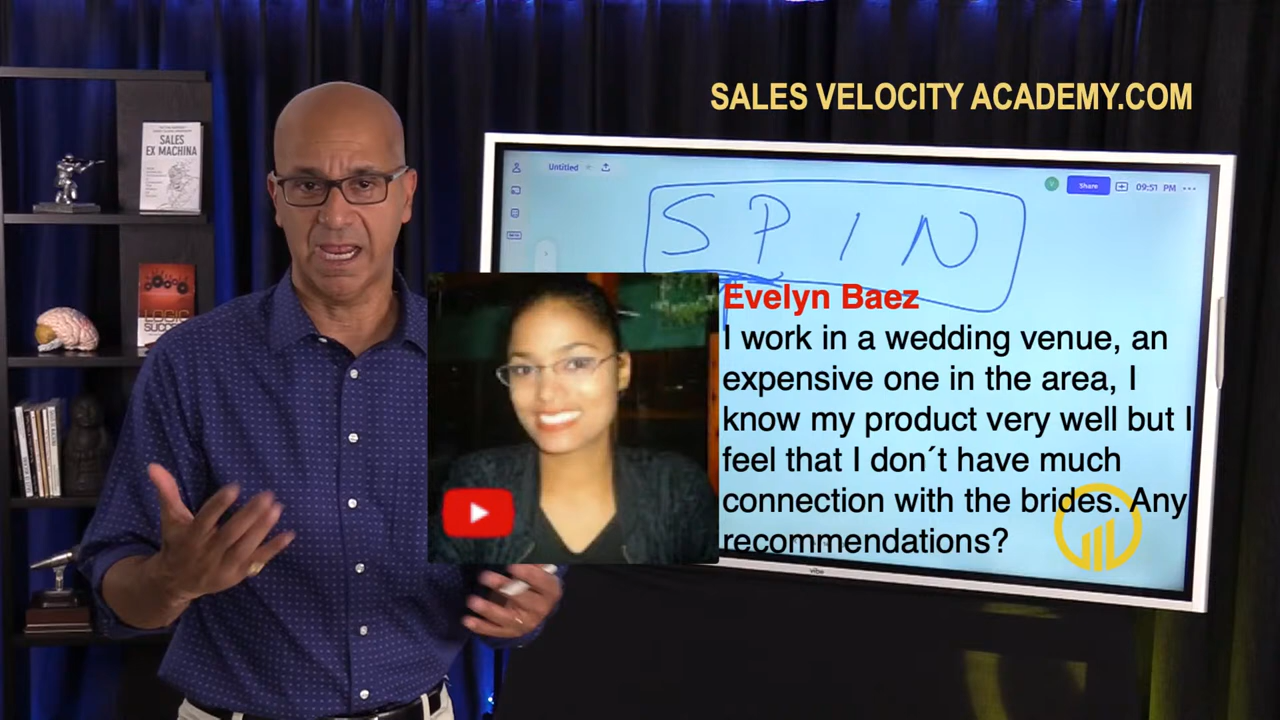 SALES VELOCITY ACADEMY.COM
SALES
EX MACHINA
LOGIC
Untitled
Share
09:51 PM
SPIN
Evelyn Baez
I work in a wedding venue, an
expensive one in the area, I
know my product very well but I
feel that I don´t have much
connection with the brides. Any
recommendations?
vibe